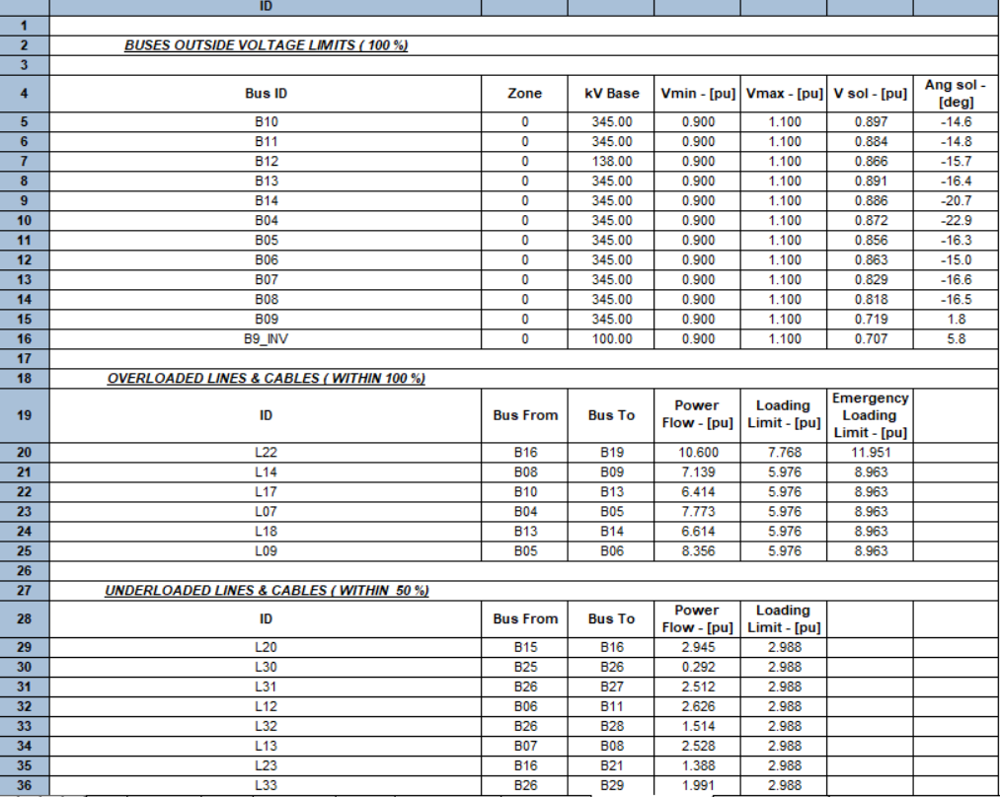 ID
1
2 BUSES OUTSIDE VOLTAGE LIMITS ( 100 %)
3
4 Bus ID Zone kV Base Vmin - [pu] Vmax - [pu] V sol - [pu] Ang sol - [deg]
5 B10 0 345.00 0.900 1.100 0.897 -14.6
6 B11 0 345.00 0.900 1.100 0.884 -14.8
7 B12 0 138.00 0.900 1.100 0.866 -15.7
8 B13 0 345.00 0.900 1.100 0.891 -16.4
9 B14 0 345.00 0.900 1.100 0.886 -20.7
10 B04 0 345.00 0.900 1.100 0.872 -22.9
11 B05 0 345.00 0.900 1.100 0.856 -16.3
12 B06 0 345.00 0.900 1.100 0.863 -15.0
13 B07 0 345.00 0.900 1.100 0.829 -16.6
14 B08 0 345.00 0.900 1.100 0.818 -16.5
15 B09 0 345.00 0.900 1.100 0.719 1.8
16 B9_INV 0 100.00 0.900 1.100 0.707 5.8
17
18 OVERLOADED LINES & CABLES ( WITHIN 100 %)
19 ID Bus From Bus To Power Flow - [pu] Loading Limit - [pu] Emergency Loading Limit - [pu]
20 L22 B16 B19 10.600 7.768 11.951
21 L14 B08 B09 7.139 5.976 8.963
22 L17 B10 B13 6.414 5.976 8.963
23 L07 B04 B05 7.773 5.976 8.963
24 L18 B13 B14 6.614 5.976 8.963
25 L09 B05 B06 8.356 5.976 8.963
26
27 UNDERLOADED LINES & CABLES ( WITHIN 50 %)
28 ID Bus From Bus To Power Flow - [pu] Loading Limit - [pu]
29 L20 B15 B16 2.945 2.988
30 L30 B25 B26 0.292 2.988
31 L31 B26 B27 2.512 2.988
32 L12 B06 B11 2.626 2.988
33 L32 B26 B28 1.514 2.988
34 L13 B07 B08 2.528 2.988
35 L23 B16 B21 1.388 2.988
36 L33 B26 B29 1.991 2.988